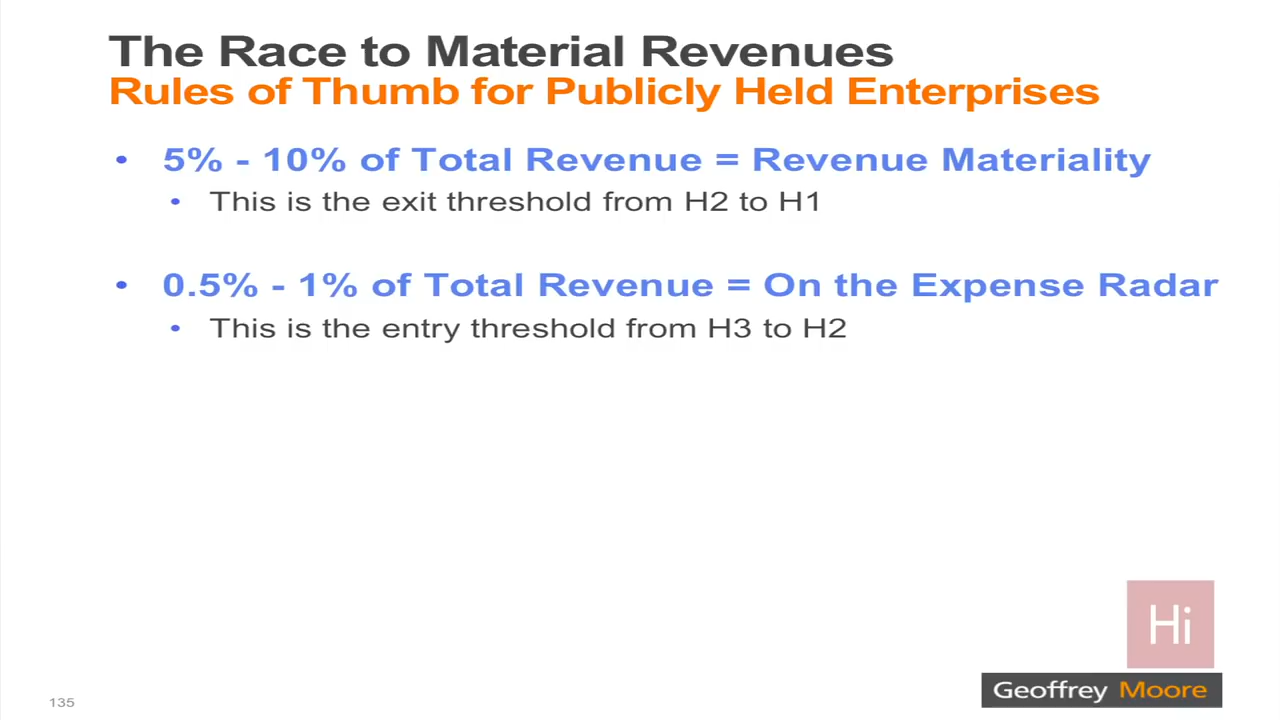 The Race to Material Revenues
Rules of Thumb for Publicly Held Enterprises
• 5% - 10% of Total Revenue = Revenue Materiality
• This is the exit threshold from H2 to H1
• 0.5% - 1% of Total Revenue = On the Expense Radar
• This is the entry threshold from H3 to H2
Hi
Geoffrey Moore
135